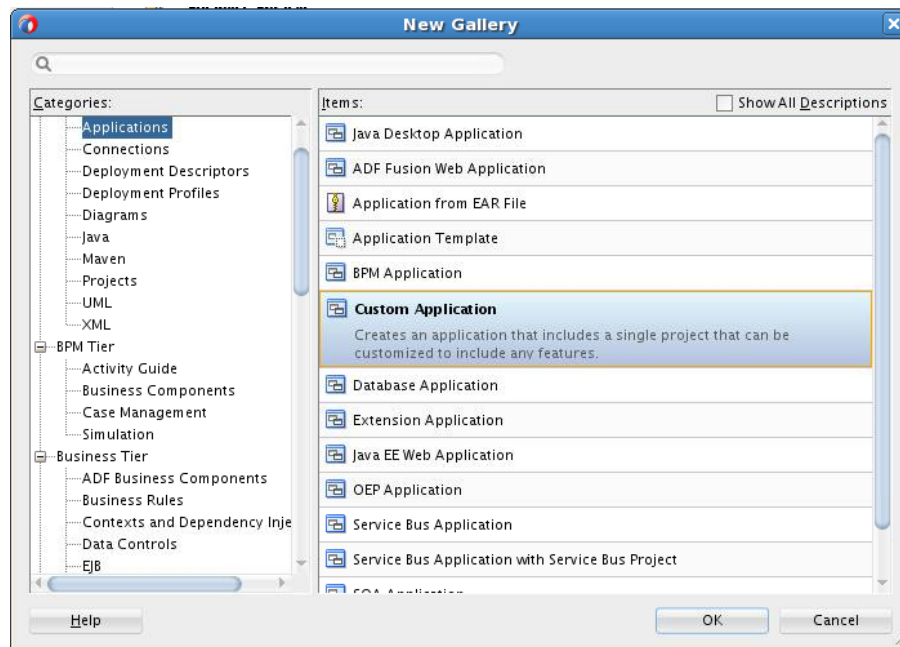 New Gallery
Categories:
Applications
Connections
Deployment Descriptors
Deployment Profiles
Diagrams
Java
Maven
Projects
UML
XML
BPM Tier
Activity Guide
Business Components
Case Management
Simulation
Business Tier
ADF Business Components
Business Rules
Contexts and Dependency Inje
Data Controls
EJB
Items:
Show All Descriptions
Java Desktop Application
ADF Fusion Web Application
Application from EAR File
Application Template
BPM Application
Custom Application
Creates an application that includes a single project that can be
customized to include any features.
Database Application
Extension Application
Java EE Web Application
OEP Application
Service Bus Application
Service Bus Application with Service Bus Project
Help
OK
Cancel